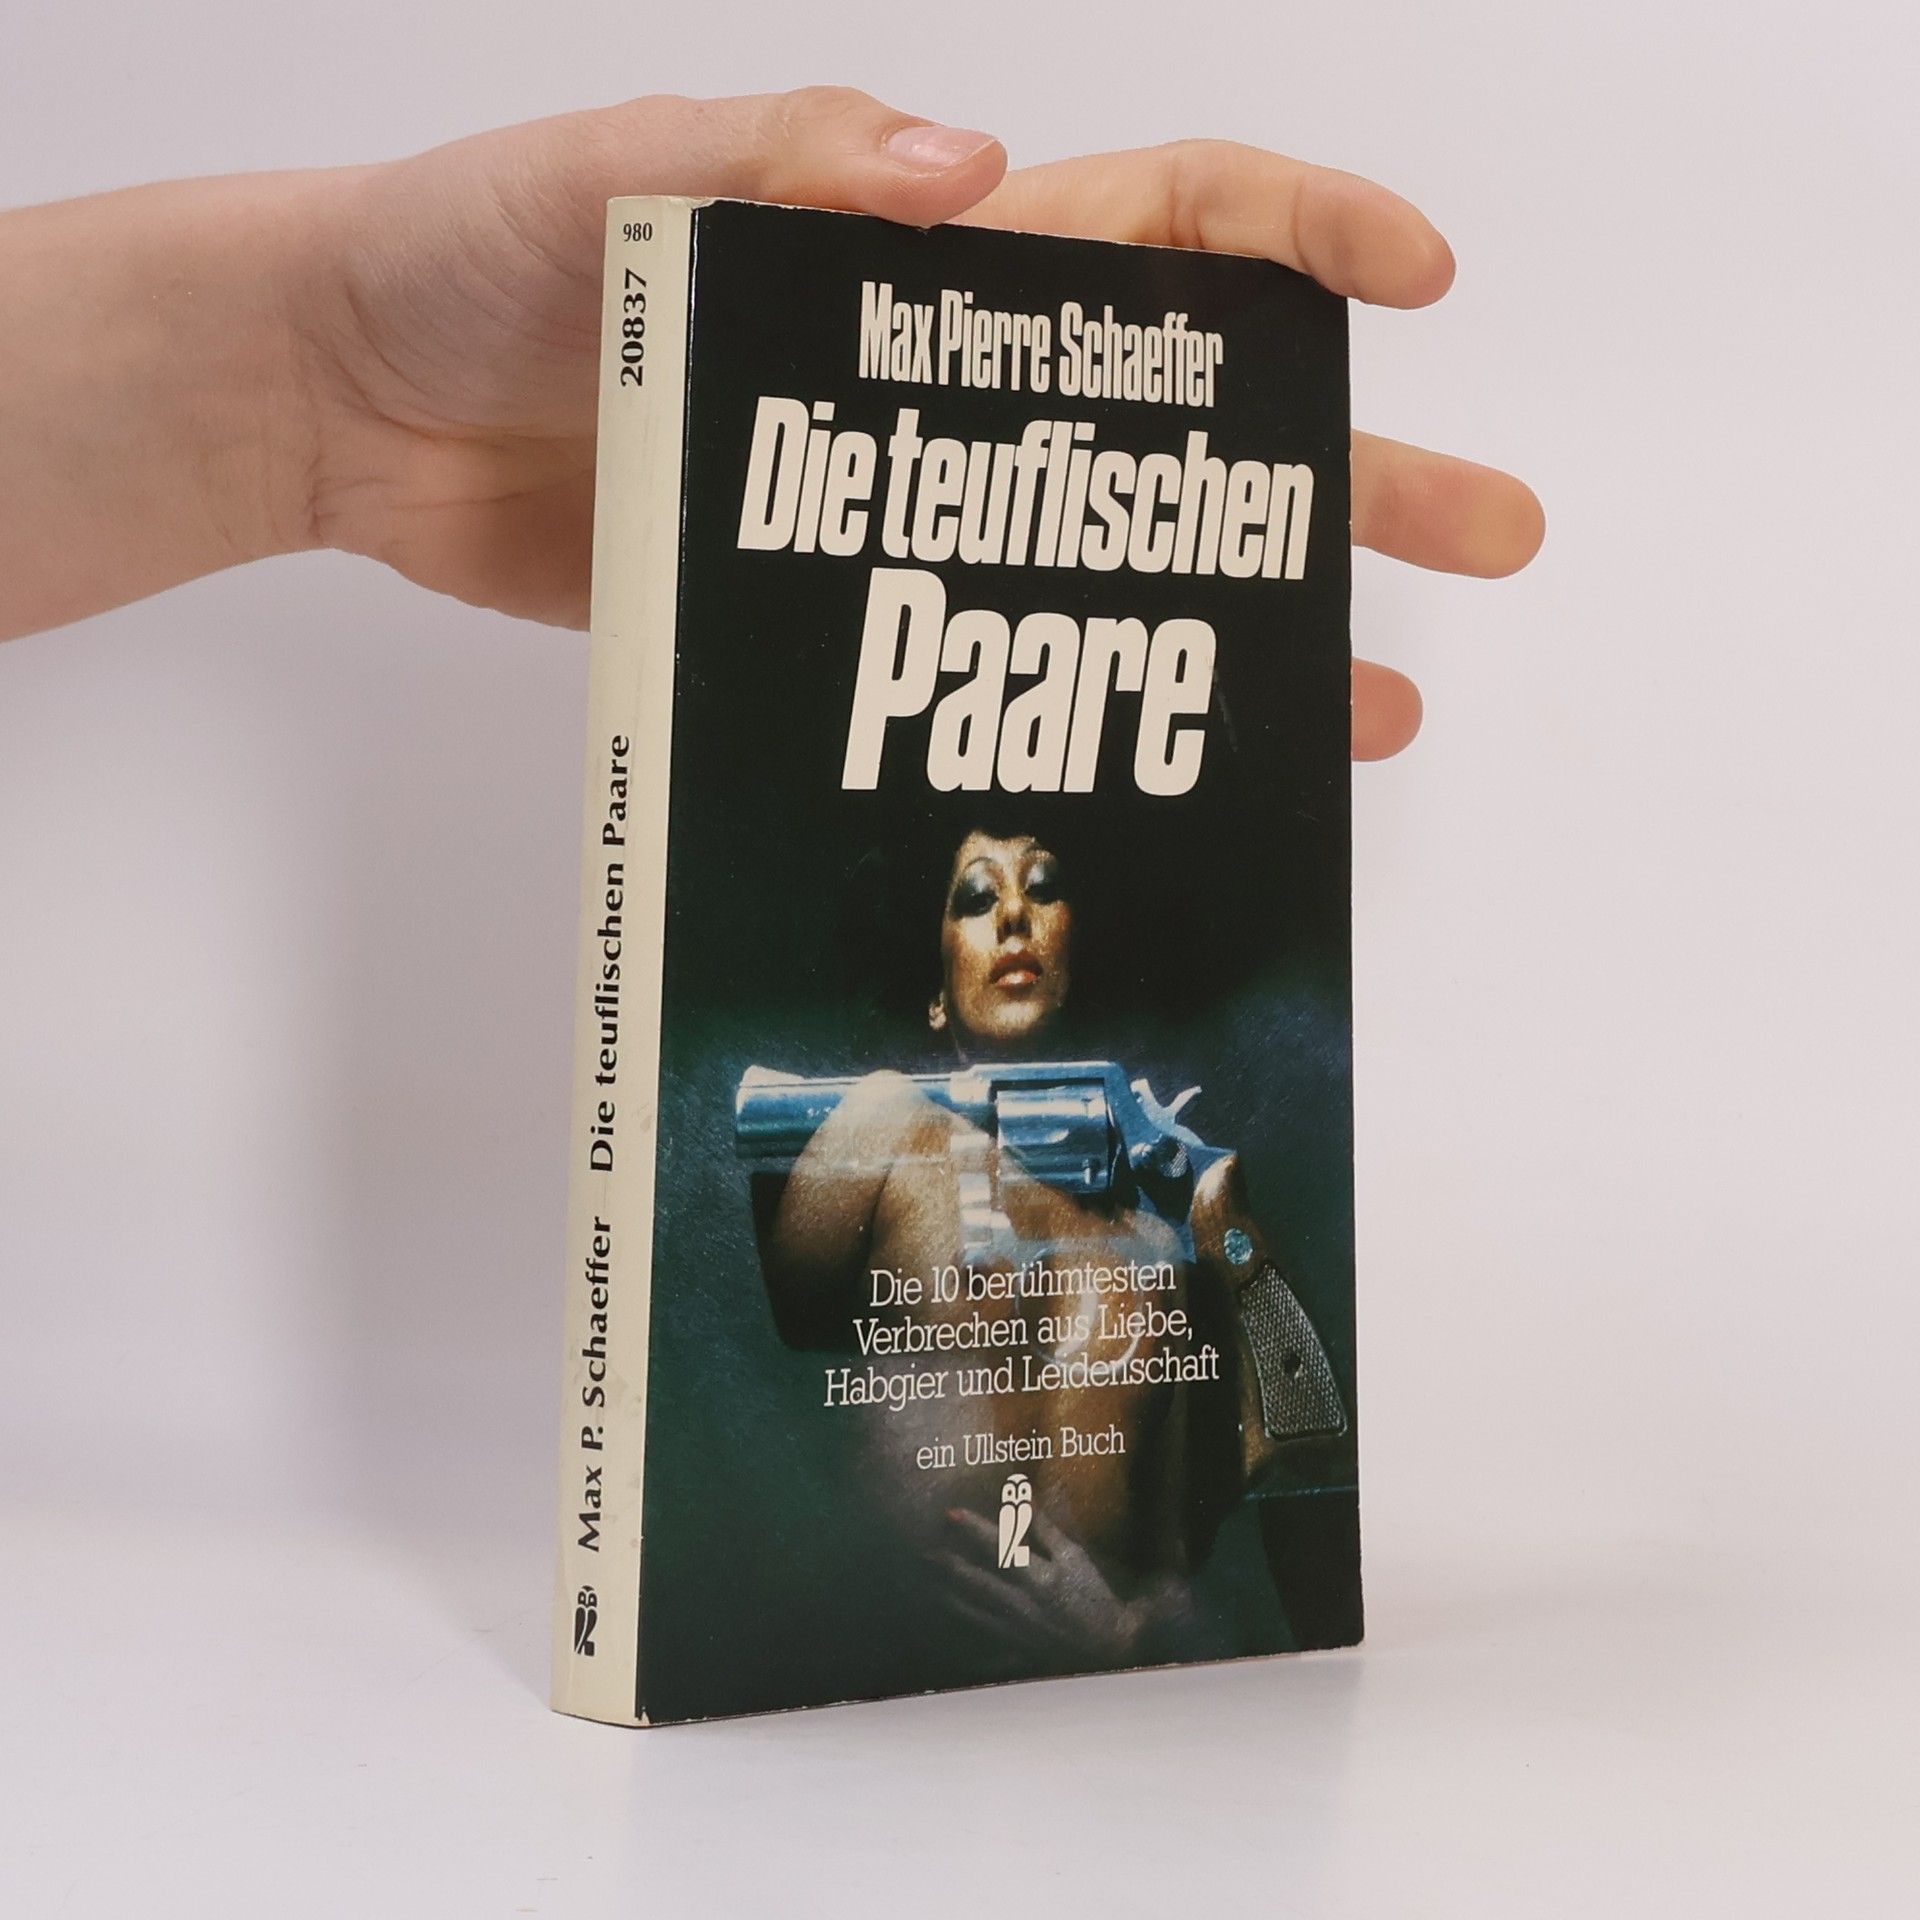 980
20837
Max P. Schaeffer Die teuflischen Paare
Max Pierre Schaeffer
Die teuflischen
Paare
Die 10 berühmtesten
Verbrechen aus Liebe,
Habgier und Leidenschaft
ein Ullstein Buch